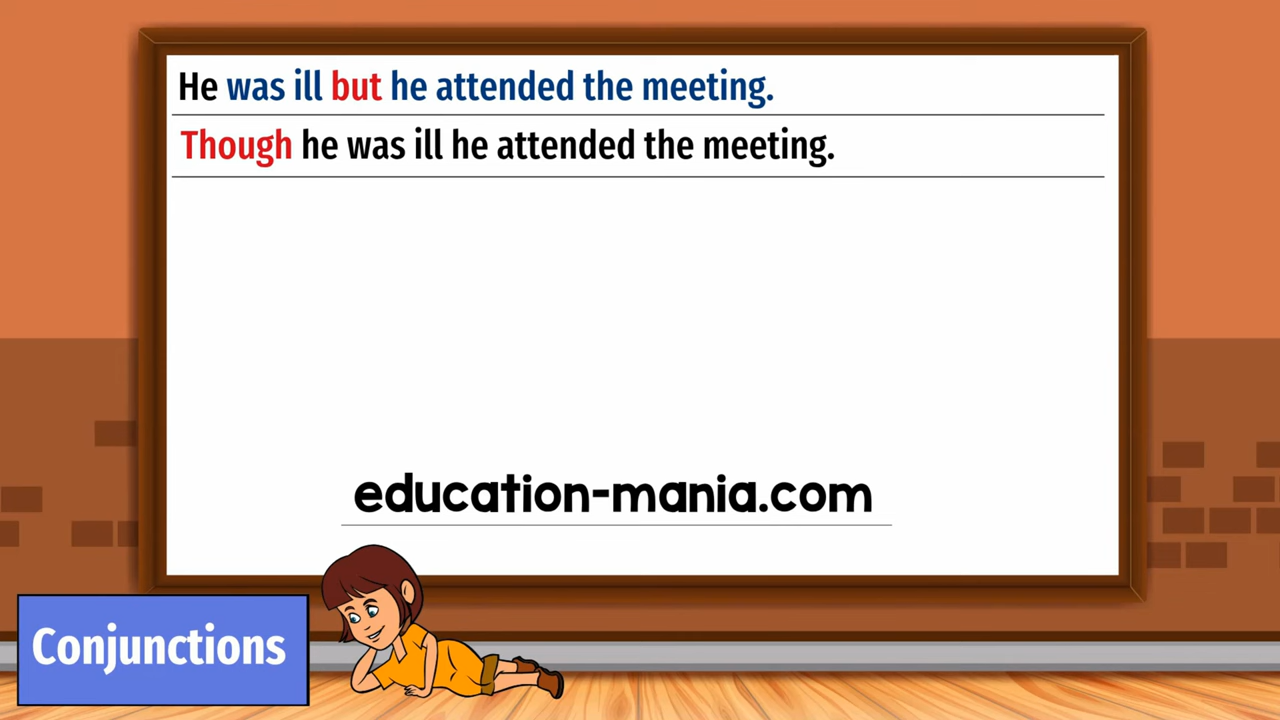 He was ill but he attended the meeting.
Though he was ill he attended the meeting.
education-mania.com
Conjunctions